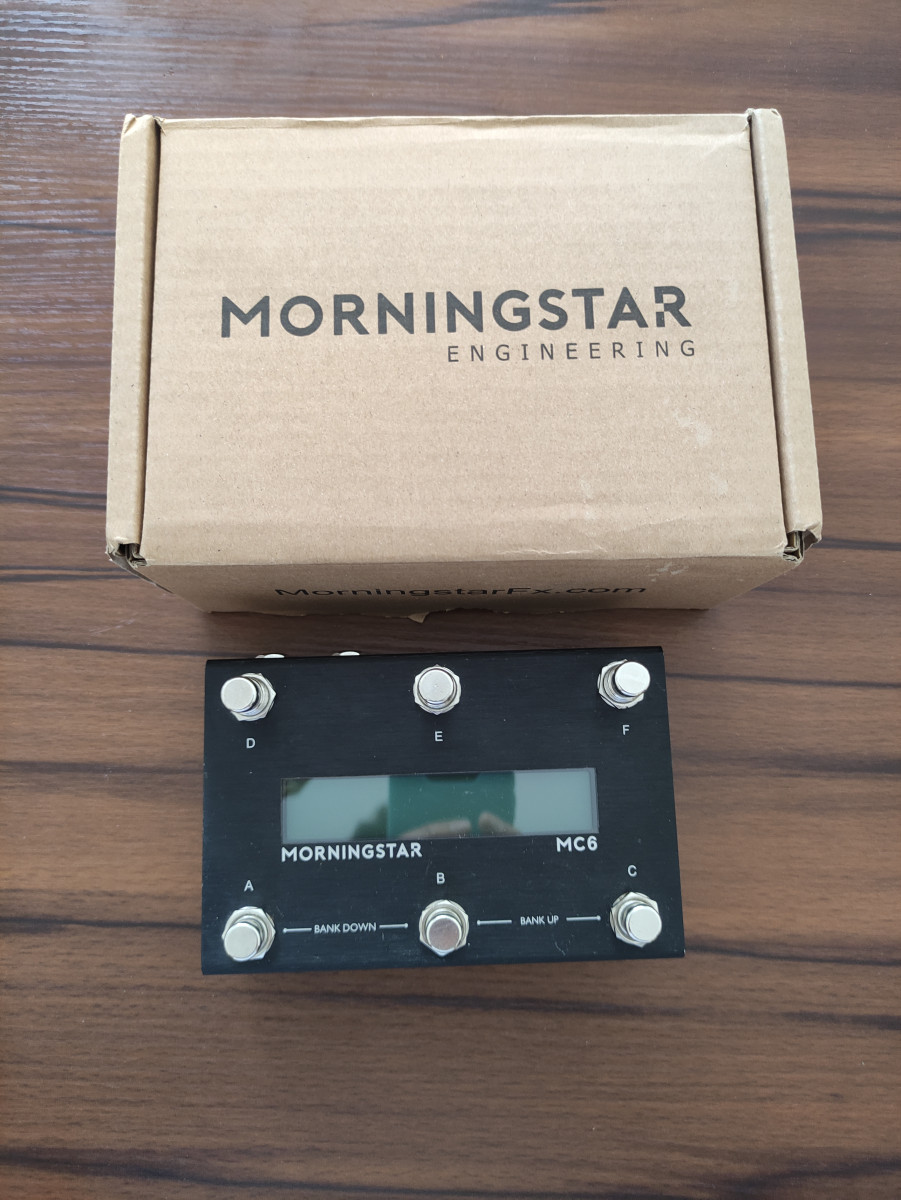 MORNINGSTAR
ENGINEERING
MorningstarFx.com
D E F
MORNINGSTAR MC6
A B C
BANK DOWN BANK UP